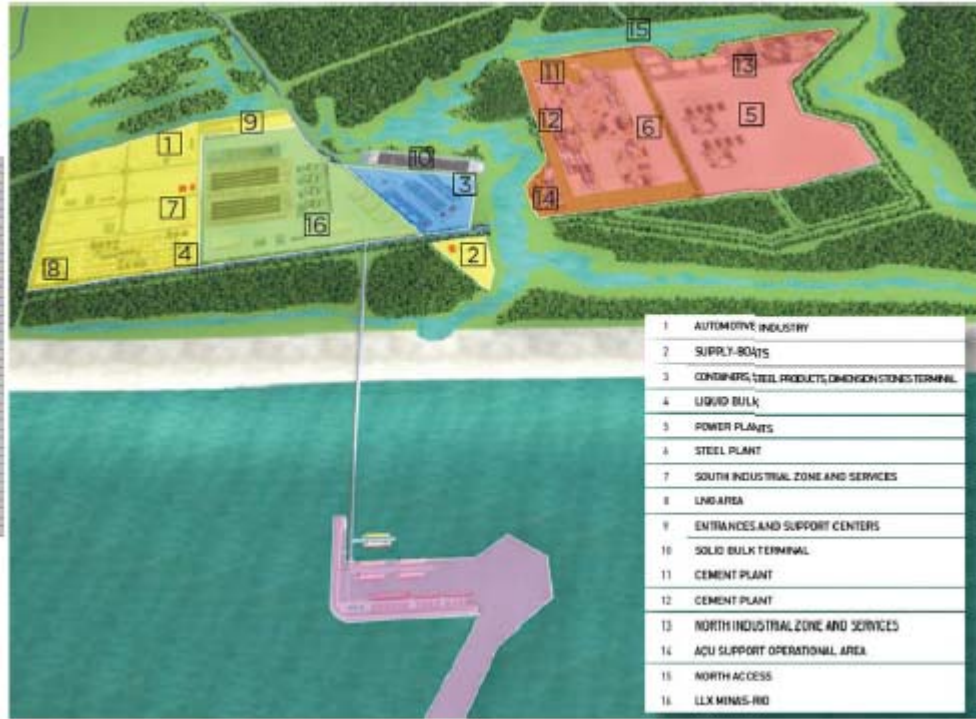 15
11
13
9
12
6
5
1
10
3
14
7
16
4
2
8
1 AUTOMOTIVE INDUSTRY
2 SUPPLY-BOATS
3 CONTAINERS, STEEL PRODUCTS, DIMENSION STONES TERMINAL
4 LIQUID BULK
5 POWER PLANTS
6 STEEL PLANT
7 SOUTH INDUSTRIAL ZONE AND SERVICES
8 LNG AREA
9 ENTRANCES AND SUPPORT CENTERS
10 SOLID BULK TERMINAL
11 CEMENT PLANT
12 CEMENT PLANT
13 NORTH INDUSTRIAL ZONE AND SERVICES
14 AÇU SUPPORT OPERATIONAL AREA
15 NORTH ACCESS
16 LLX MINAS-RIO